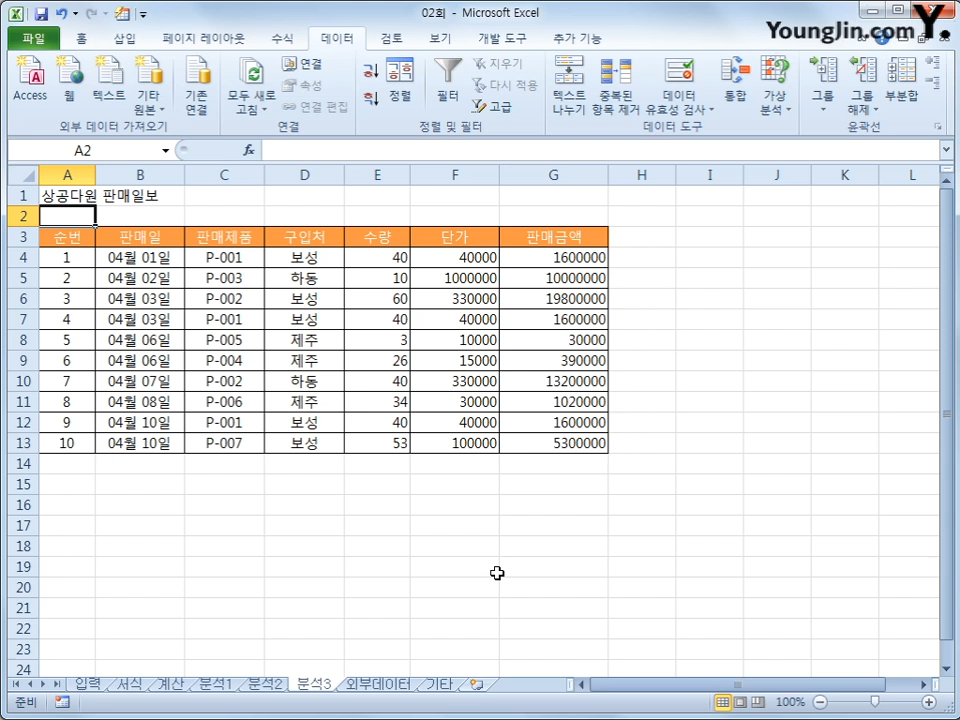 02회 - Microsoft Excel
YoungJin.com Y.
파일 홈 삽입 페이지 레이아웃 수식 데이터 검토 보기 개발 도구 추가 기능
Access 웹 텍스트 기타 원본 기존 연결 모두 새로 고침 연결 속성 연결 편집 정렬 필터 지우기 다시 적용 고급 텍스트 나누기 중복된 항목 제거 데이터 유효성 검사 통합 가상 분석 그룹 그룹 해제 부분합
외부 데이터 가져오기 연결 정렬 및 필터 데이터 도구 윤곽선
A2 fx
A B C D E F G H I J K L
1 상공다원 판매일보
2
3 순번 판매일 판매제품 구입처 수량 단가 판매금액
4 1 04월 01일 P-001 보성 40 40000 1600000
5 2 04월 02일 P-003 하동 10 1000000 10000000
6 3 04월 03일 P-002 보성 60 330000 19800000
7 4 04월 03일 P-001 보성 40 40000 1600000
8 5 04월 06일 P-005 제주 3 10000 30000
9 6 04월 06일 P-004 제주 26 15000 390000
10 7 04월 07일 P-002 하동 40 330000 13200000
11 8 04월 08일 P-006 제주 34 30000 1020000
12 9 04월 10일 P-001 보성 40 40000 1600000
13 10 04월 10일 P-007 보성 53 100000 5300000
14
15
16
17
18
19
20
21
22
23
24
입력 서식 계산 분석1 분석2 분석3 외부데이터 기타
준비 100%